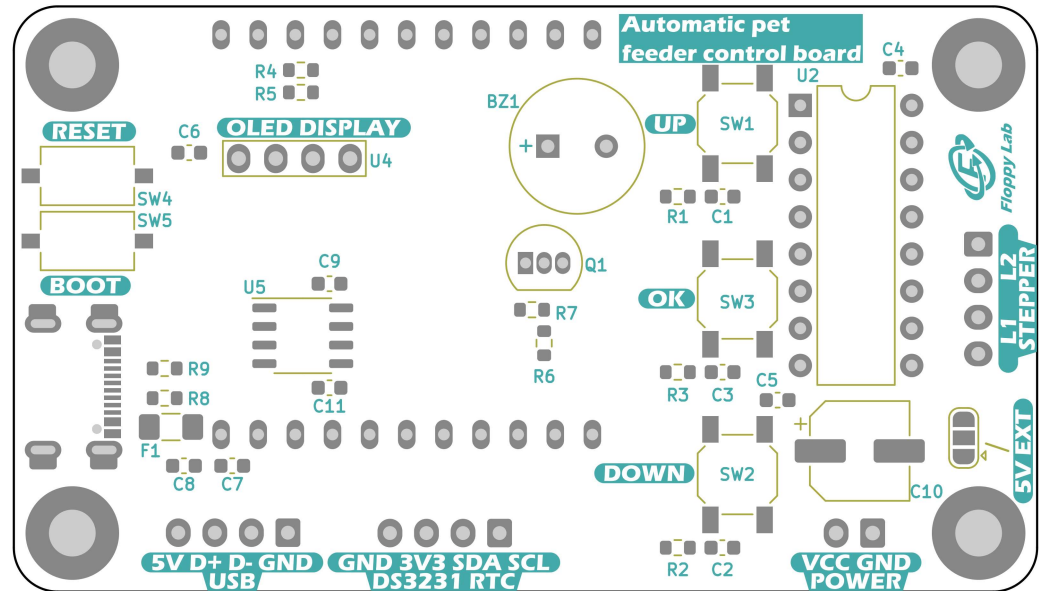 Automatic pet
feeder control board
C4
R4
U2
R5
BZ1
RESET
C6
OLED DISPLAY
UP
SW1
+
U4
Floppy Lab
SW4
R1
C1
SW5
L1 L2
STEPPER
C9
Q1
BOOT
U5
OK
SW3
R7
R9
R6
R3
C3
C5
R8
C11
+
F1
5V EXT
DOWN
SW2
C8
C7
C10
R2
C2
5V D+ D- GND
USB
GND 3V3 SDA SCL
DS3231 RTC
VCC GND
POWER